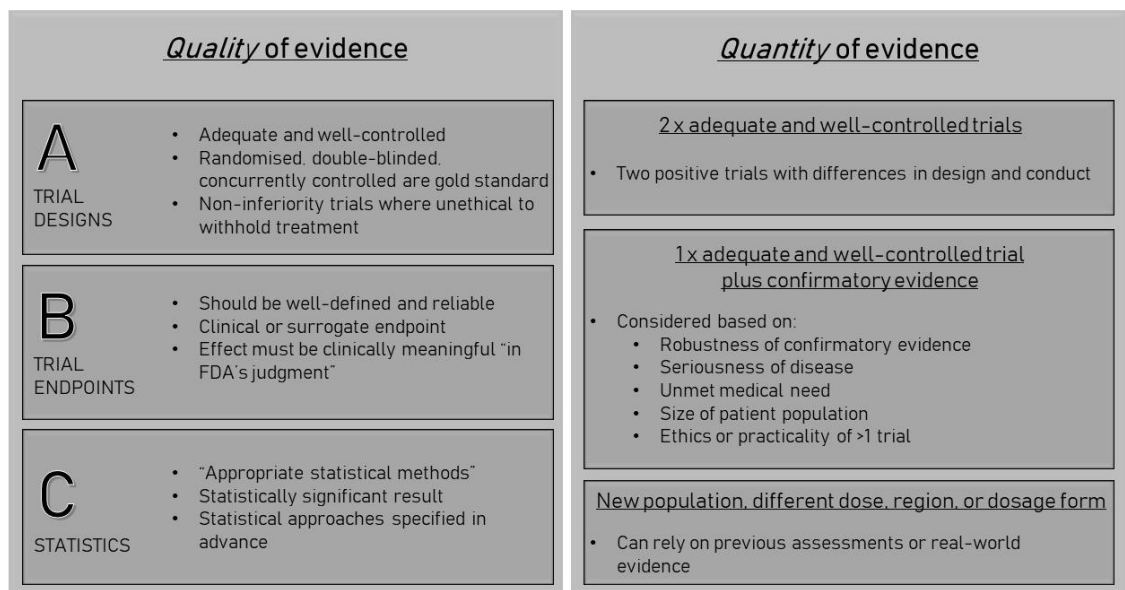 Quality of evidence
A
TRIAL
DESIGNS
• Adequate and well-controlled
• Randomised, double-blinded,
concurrently controlled are gold standard
• Non-inferiority trials where unethical to
withhold treatment
B
TRIAL
ENDPOINTS
• Should be well-defined and reliable
• Clinical or surrogate endpoint
• Effect must be clinically meaningful “in
FDA’s judgment”
C
STATISTICS
• “Appropriate statistical methods”
• Statistically significant result
• Statistical approaches specified in
advance
Quantity of evidence
2 x adequate and well-controlled trials
• Two positive trials with differences in design and conduct
1 x adequate and well-controlled trial
plus confirmatory evidence
• Considered based on:
• Robustness of confirmatory evidence
• Seriousness of disease
• Unmet medical need
• Size of patient population
• Ethics or practicality of >1 trial
New population, different dose, region, or dosage form
• Can rely on previous assessments or real-world
evidence